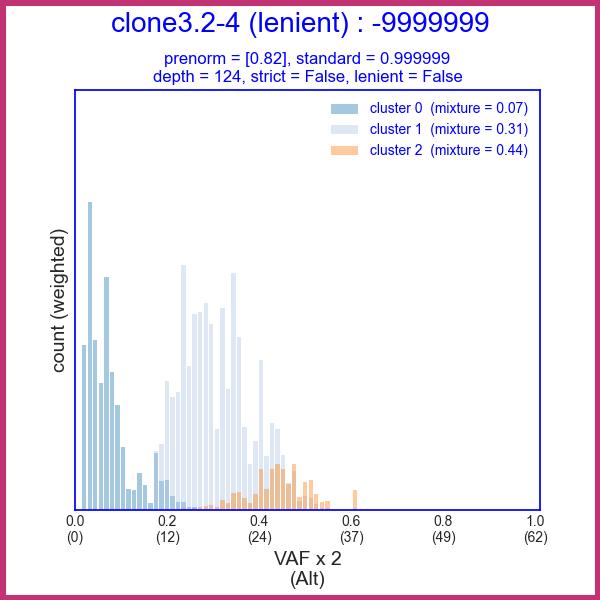 clone3.2-4 (lenient) : -9999999
prenorm = [0.82], standard = 0.999999
depth = 124, strict = False, lenient = False
cluster 0 (mixture = 0.07)
cluster 1 (mixture = 0.31)
cluster 2 (mixture = 0.44)
count (weighted)
0.0 0.2 0.4 0.6 0.8 1.0
(0) (12) (24) (37) (49) (62)
VAF x 2
(Alt)